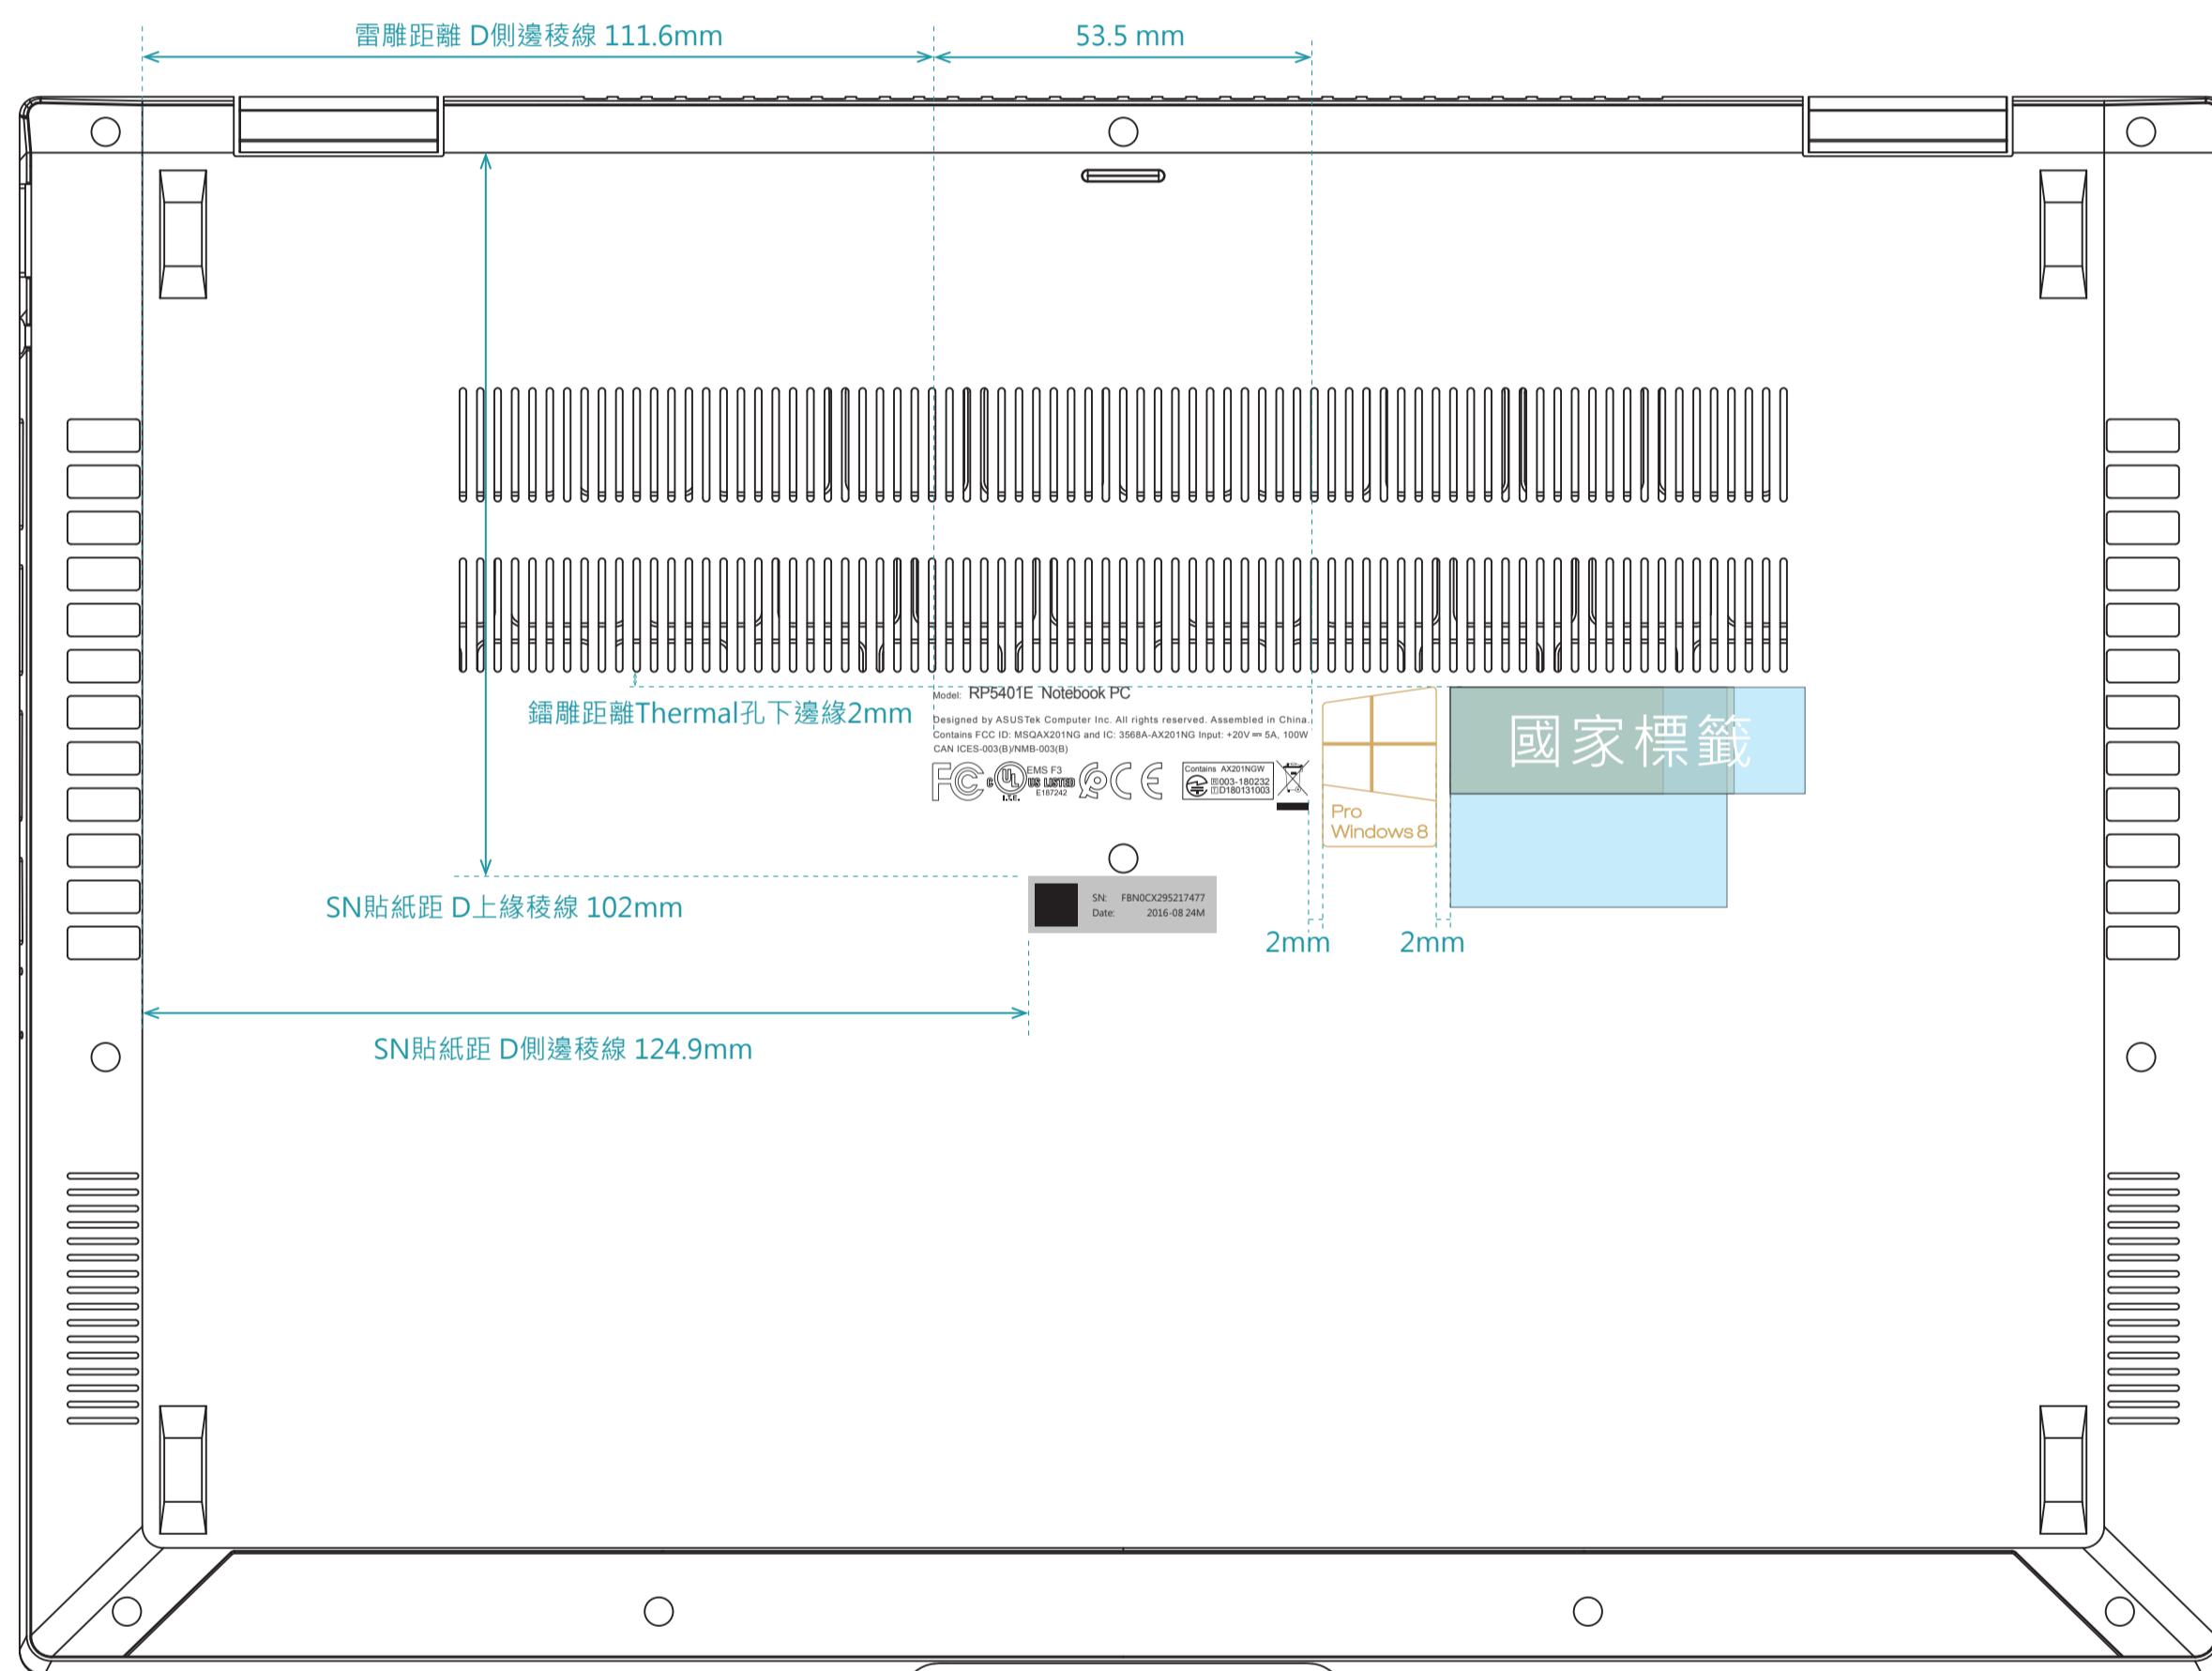 雷雕距離 D側邊稜線 111.6mm
53.5 mm
Model: RP5401E Notebook PC
鐳雕距離Thermal孔下邊緣2mm
Designed by ASUSTek Computer Inc. All rights reserved. Assembled in China.
Contains FCC ID: MSQAX201NG and IC: 3568A-AX201NG Input: +20V ⎓ 5A, 100W
CAN ICES-003(B)/NMB-003(B)
FC
C UL US LISTED
EMS F3
I.T.E.
E187242
CE
Contains AX201NGW
R 003-180232
T D180131003
Pro
Windows 8
國家標籤
SN貼紙距 D上緣稜線 102mm
SN: FBN0CX295217477
Date: 2016-08 24M
2mm
2mm
SN貼紙距 D側邊稜線 124.9mm